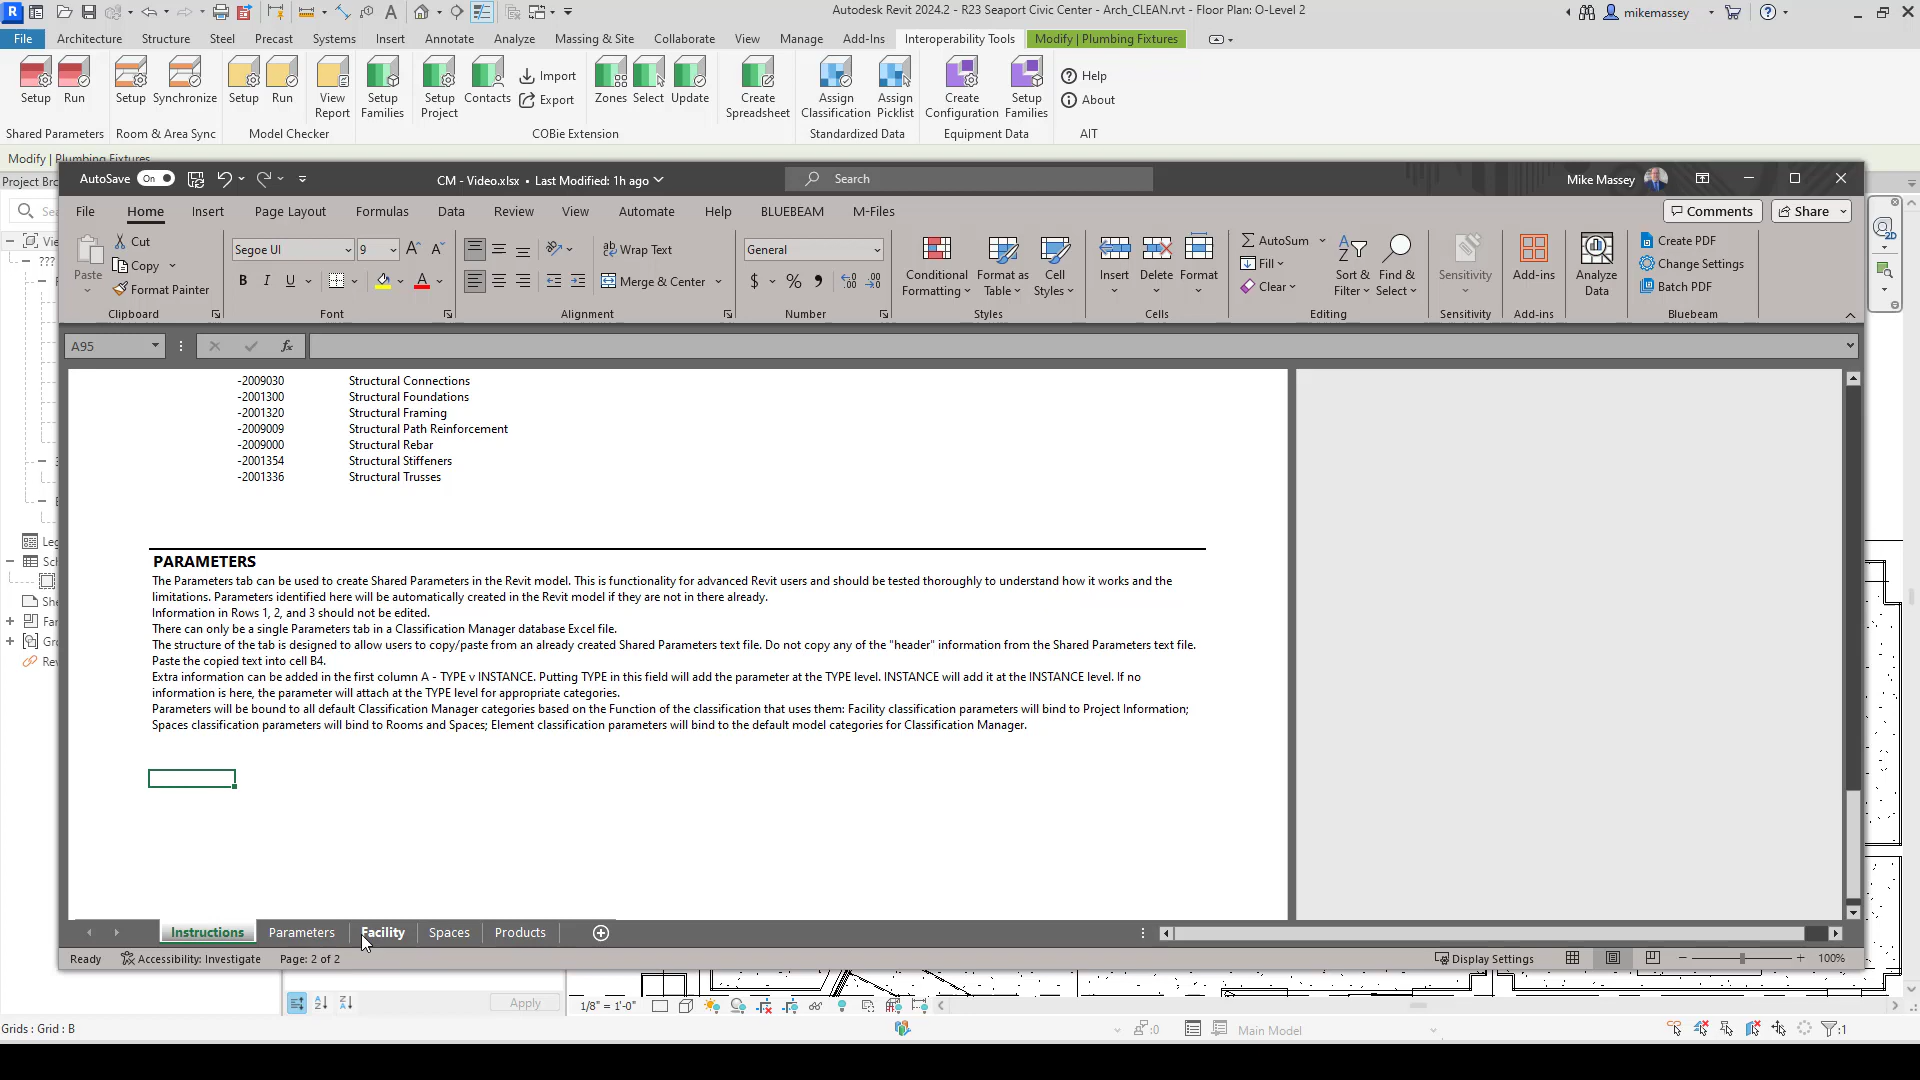 Autodesk Revit 2024.2 - R23 Seaport Civic Center - Arch_CLEAN.rvt - Floor Plan: O-Level 2
mikemassey
File Architecture Structure Steel Precast Systems Insert Annotate Analyze Massing & Site Collaborate View Manage Add-Ins Interoperability Tools Modify | Plumbing Fixtures
Setup Run Setup Synchronize Setup Run View Report Setup Families Setup Project Contacts Import Export Zones Select Update Create Spreadsheet Assign Classification Assign Picklist Create Configuration Setup Families Help About
Shared Parameters Room & Area Sync Model Checker COBie Extension Standardized Data Equipment Data AIT
Modify | Plumbing Fixtures
Project Bro
AutoSave On CM - Video.xlsx • Last Modified: 1h ago Search Mike Massey
File Home Insert Page Layout Formulas Data Review View Automate Help BLUEBEAM M-Files Comments Share
Paste Cut Copy Format Painter
Segoe UI 9
B I U A
Wrap Text
Merge & Center
General
$ % ,
Conditional Formatting Format as Table Cell Styles
Insert Delete Format
AutoSum Fill Clear Sort & Filter Find & Select
Sensitivity Add-ins Analyze Data
Create PDF
Change Settings
Batch PDF
Clipboard Font Alignment Number Styles Cells Editing Sensitivity Add-ins Bluebeam
A95 fx
-2009030 Structural Connections
-2001300 Structural Foundations
-2001320 Structural Framing
-2009009 Structural Path Reinforcement
-2009000 Structural Rebar
-2001354 Structural Stiffeners
-2001336 Structural Trusses
PARAMETERS
The Parameters tab can be used to create Shared Parameters in the Revit model. This is functionality for advanced Revit users and should be tested thoroughly to understand how it works and the
limitations. Parameters identified here will be automatically created in the Revit model if they are not in there already.
Information in Rows 1, 2, and 3 should not be edited.
There can only be a single Parameters tab in a Classification Manager database Excel file.
The structure of the tab is designed to allow users to copy/paste from an already created Shared Parameters text file. Do not copy any of the "header" information from the Shared Parameters text file.
Paste the copied text into cell B4.
Extra information can be added in the first column A - TYPE v INSTANCE. Putting TYPE in this field will add the parameter at the TYPE level. INSTANCE will add it at the INSTANCE level. If no
information is here, the parameter will attach at the TYPE level for appropriate categories.
Parameters will be bound to all default Classification Manager categories based on the Function of the classification that uses them: Facility classification parameters will bind to Project Information;
Spaces classification parameters will bind to Rooms and Spaces; Element classification parameters will bind to the default model categories for Classification Manager.
Instructions Parameters Facility Spaces Products
Ready Accessibility: Investigate Page: 2 of 2 Display Settings 100%
Apply 1/8" = 1'-0"
Grids : Grid : B :0 Main Model :1